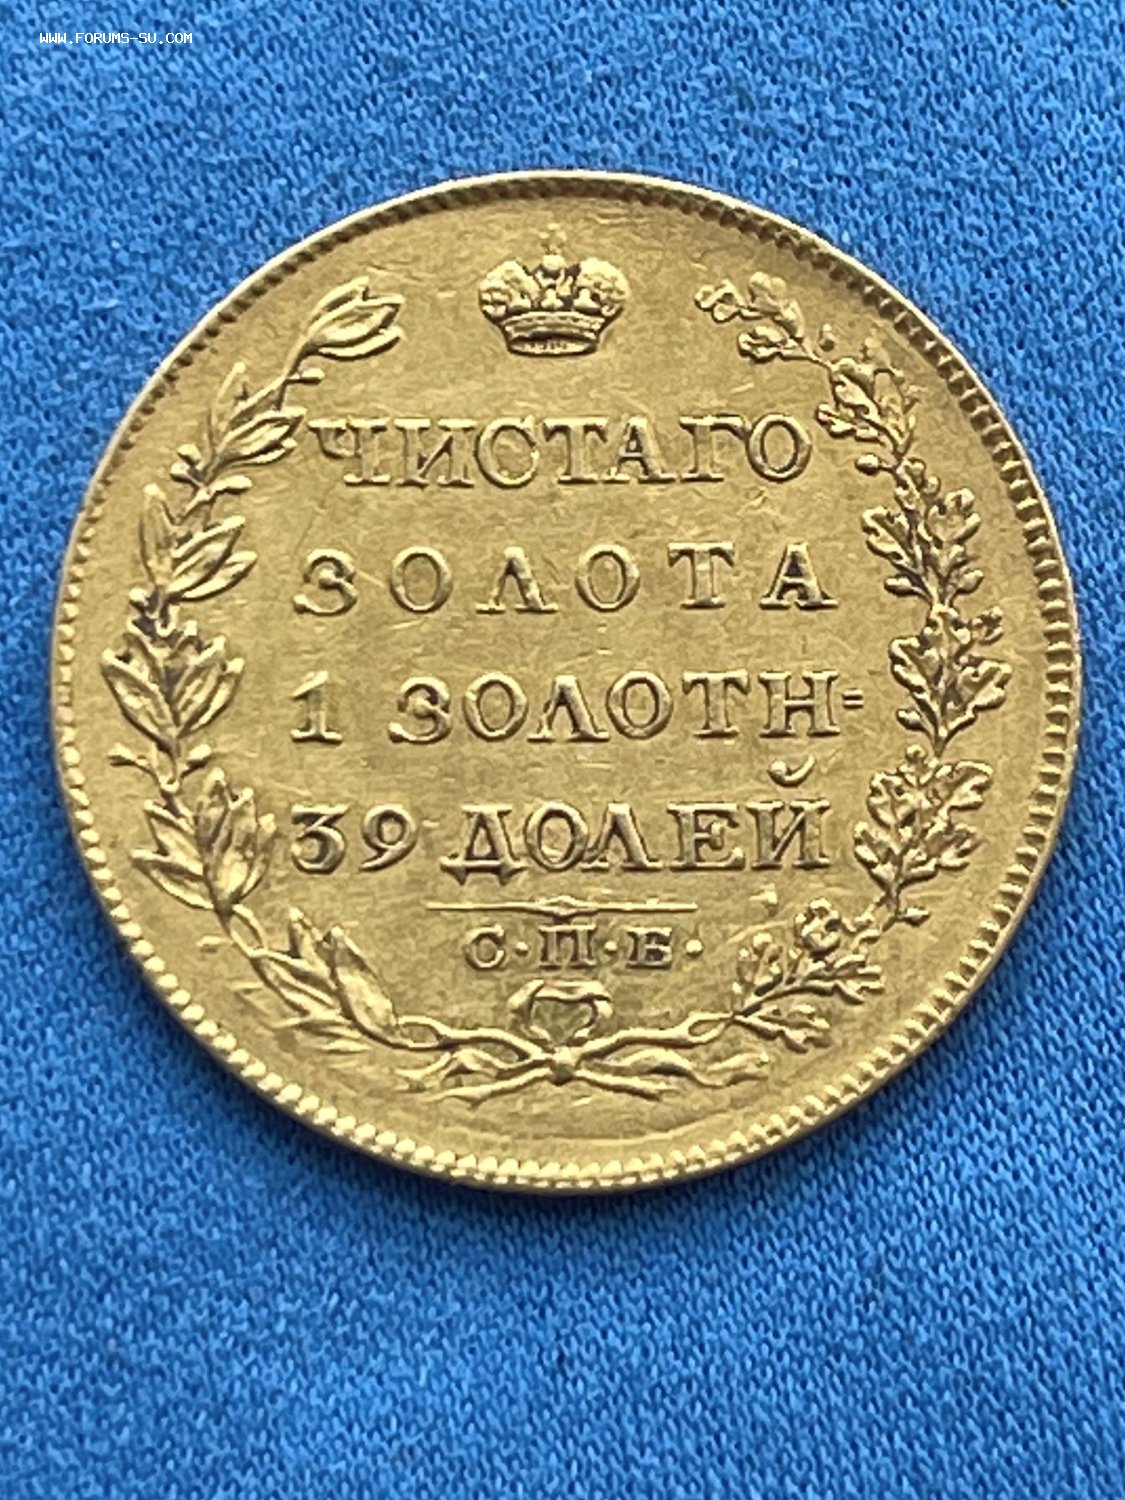 WWW.FORUMS-SU.COM
ЧИСТАГО
ЗОЛОТА
1 ЗОЛОТН=
39 ДОЛЕЙ
С·П·Б·